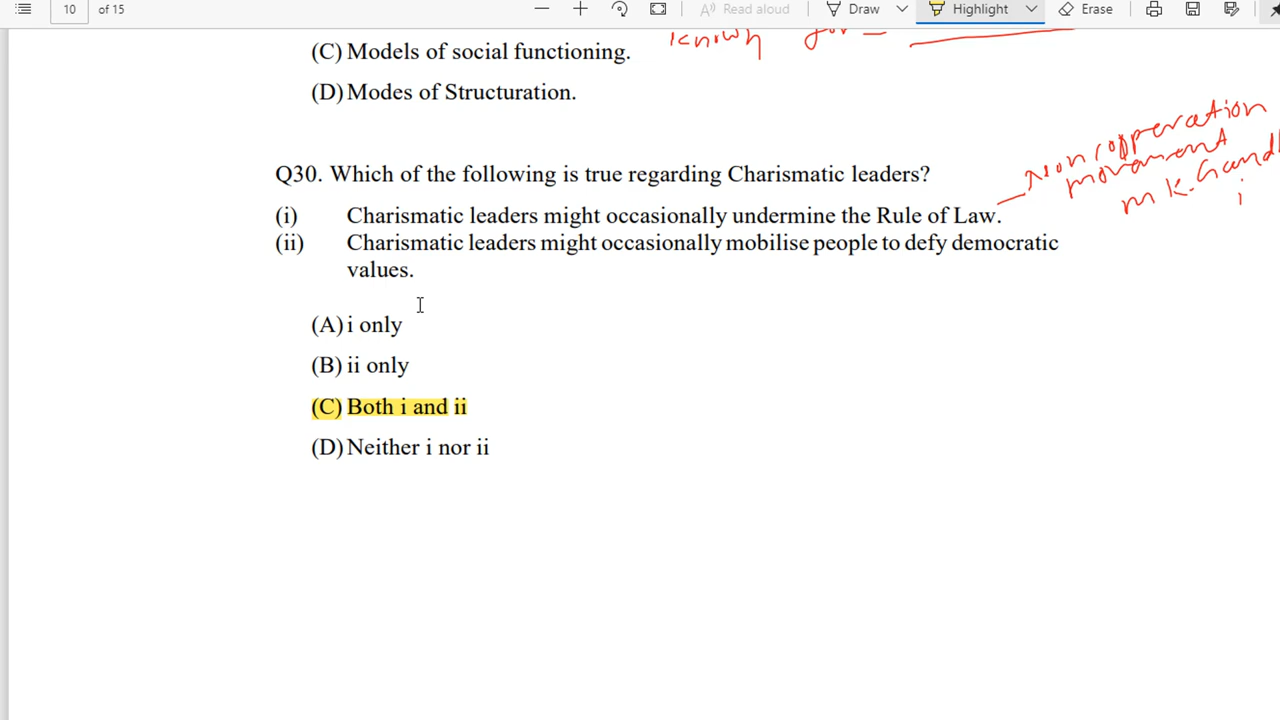 10 of 15 Read aloud Draw Highlight Erase
(C) Models of social functioning. known for
(D) Modes of Structuration.
Non copperation
movement
M K. Gandhi
Q30. Which of the following is true regarding Charismatic leaders?
(i) Charismatic leaders might occasionally undermine the Rule of Law.
(ii) Charismatic leaders might occasionally mobilise people to defy democratic
values.
(A) i only
(B) ii only
(C) Both i and ii
(D) Neither i nor ii